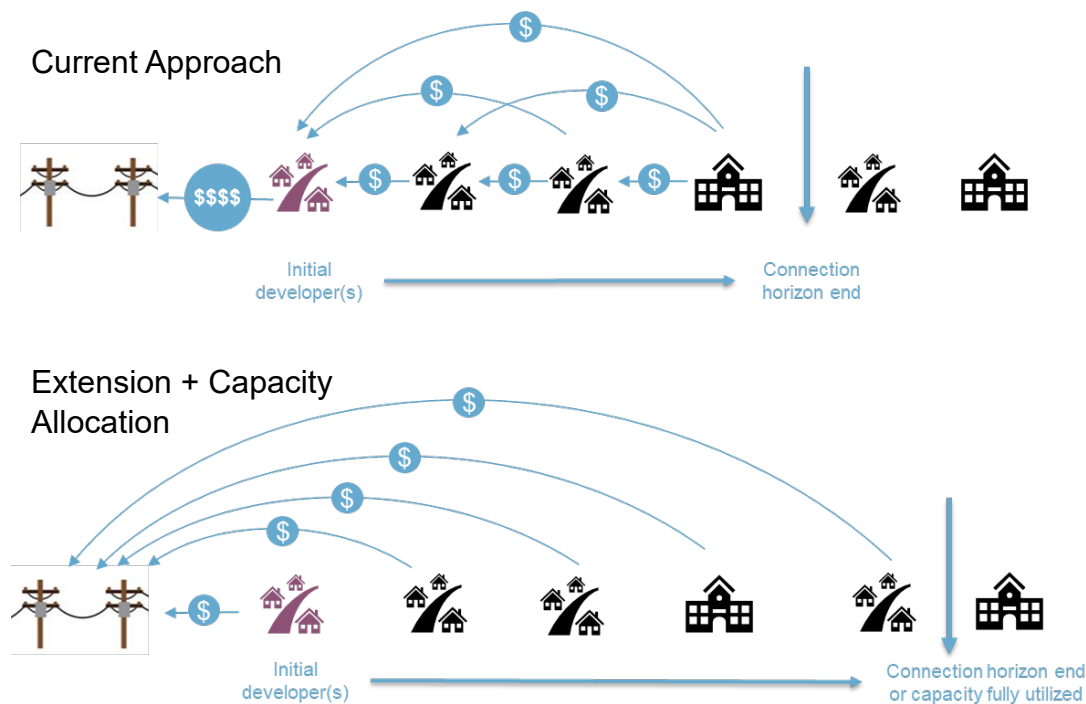 $
Current Approach
$
$
$$$$
$
$
$
Initial
developer(s)
Connection
horizon end
Extension + Capacity
Allocation
$
$
$
$
$
Initial
developer(s)
Connection horizon end
or capacity fully utilized